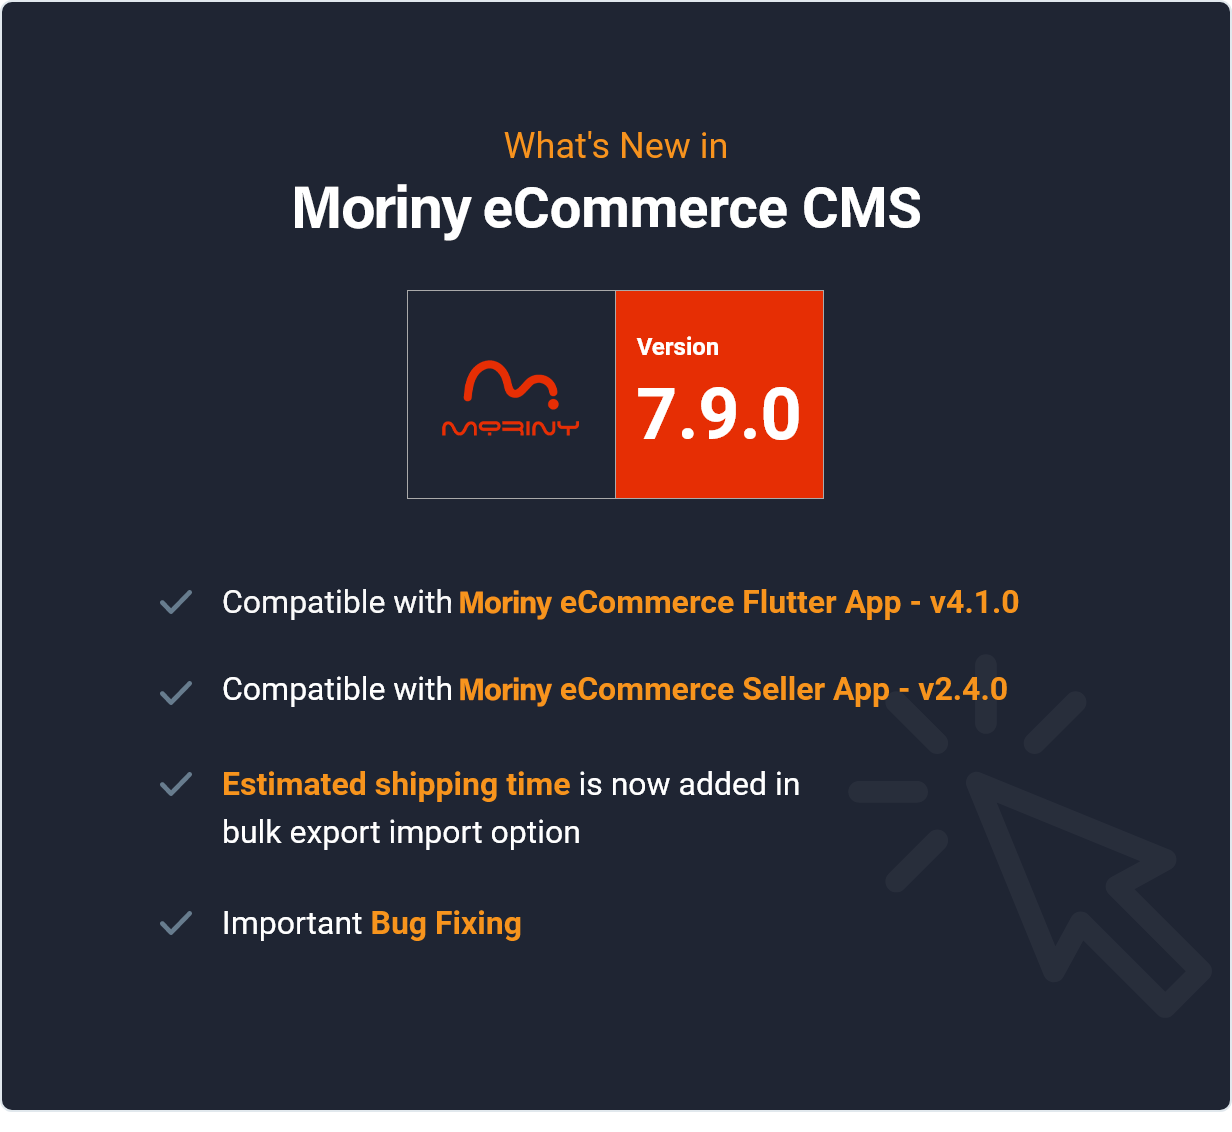 What's New in
Moriny eCommerce CMS
MORINY
Version
7.9.0
Compatible with Moriny eCommerce Flutter App - v4.1.0
Compatible with Moriny eCommerce Seller App - v2.4.0
Estimated shipping time is now added in
bulk export import option
Important Bug Fixing